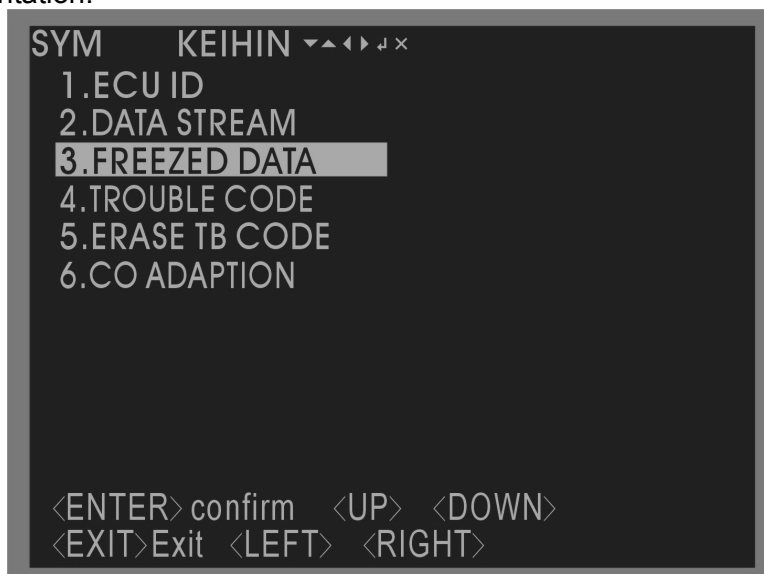 SYM KEIHIN ▼▲◀▶↲×
1.ECU ID
2.DATA STREAM
3.FREEZED DATA
4.TROUBLE CODE
5.ERASE TB CODE
6.CO ADAPTION
<ENTER> confirm <UP> <DOWN>
<EXIT>Exit <LEFT> <RIGHT>